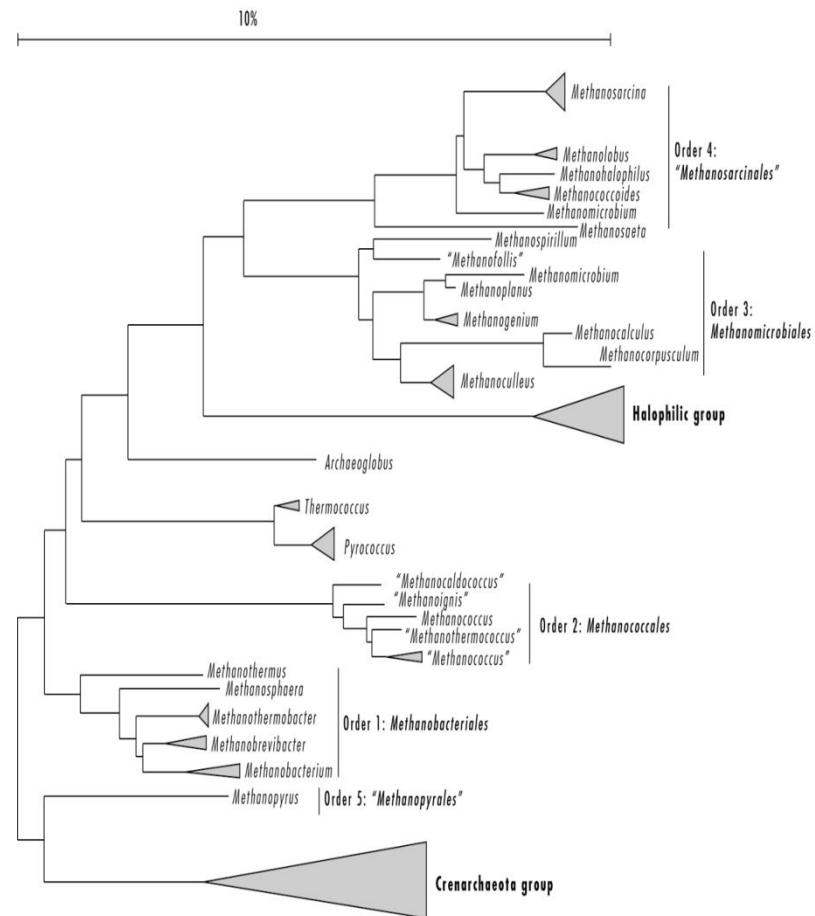 10%
Methanosarcina
Methanolobus
Methanohalophilus
Methanococcoides
Methanomicrobium
Methanosaeta
Order 4:
"Methanosarcinales"
Methanospirillum
"Methanofollis"
Methanomicrobium
Methanoplanus
Methanogenium
Methanocalculus
Methanocorpusculum
Methanoculleus
Order 3:
Methanomicrobiales
Halophilic group
Archaeoglobus
Thermococcus
Pyrococcus
"Methanocaldococcus"
"Methanoignis"
Methanococcus
"Methanothermococcus"
"Methanococcus"
Order 2: Methanococcales
Methanothermus
Methanosphaera
Methanothermobacter
Methanobrevibacter
Methanobacterium
Order 1: Methanobacteriales
Methanopyrus
Order 5: "Methanopyrales"
Crenarchaeota group